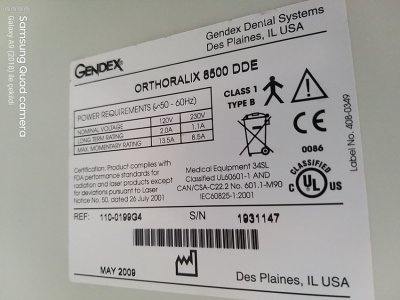 Gendex Dental Systems
Des Plaines, IL USA
GENDEX
ORTHORALIX 8500 DDE
POWER REQUIREMENTS (~50 - 60Hz)
NOMINAL VOLTAGE 120V 230V
LONG TERM RATING 2.0A 1.1A
MAX. MOMENTARY RATING 13.5A 8.5A
CLASS 1
TYPE B
Label No. 408-0349
0086
Certification: Product complies with
FDA performance standards for
radiation and laser products except
for deviations pursuant to Laser
Notice No. 50, dated 26 July 2001
Medical Equipment 34SL
Classified UL60601-1 AND
CAN/CSA-C22.2 No. 601.1-M90
IEC60825-1:2001
CLASSIFIED
C UL US
REF: 110-0199G4 S/N 1931147
MAY 2009
Des Plaines, IL USA
Samsung Quad camera